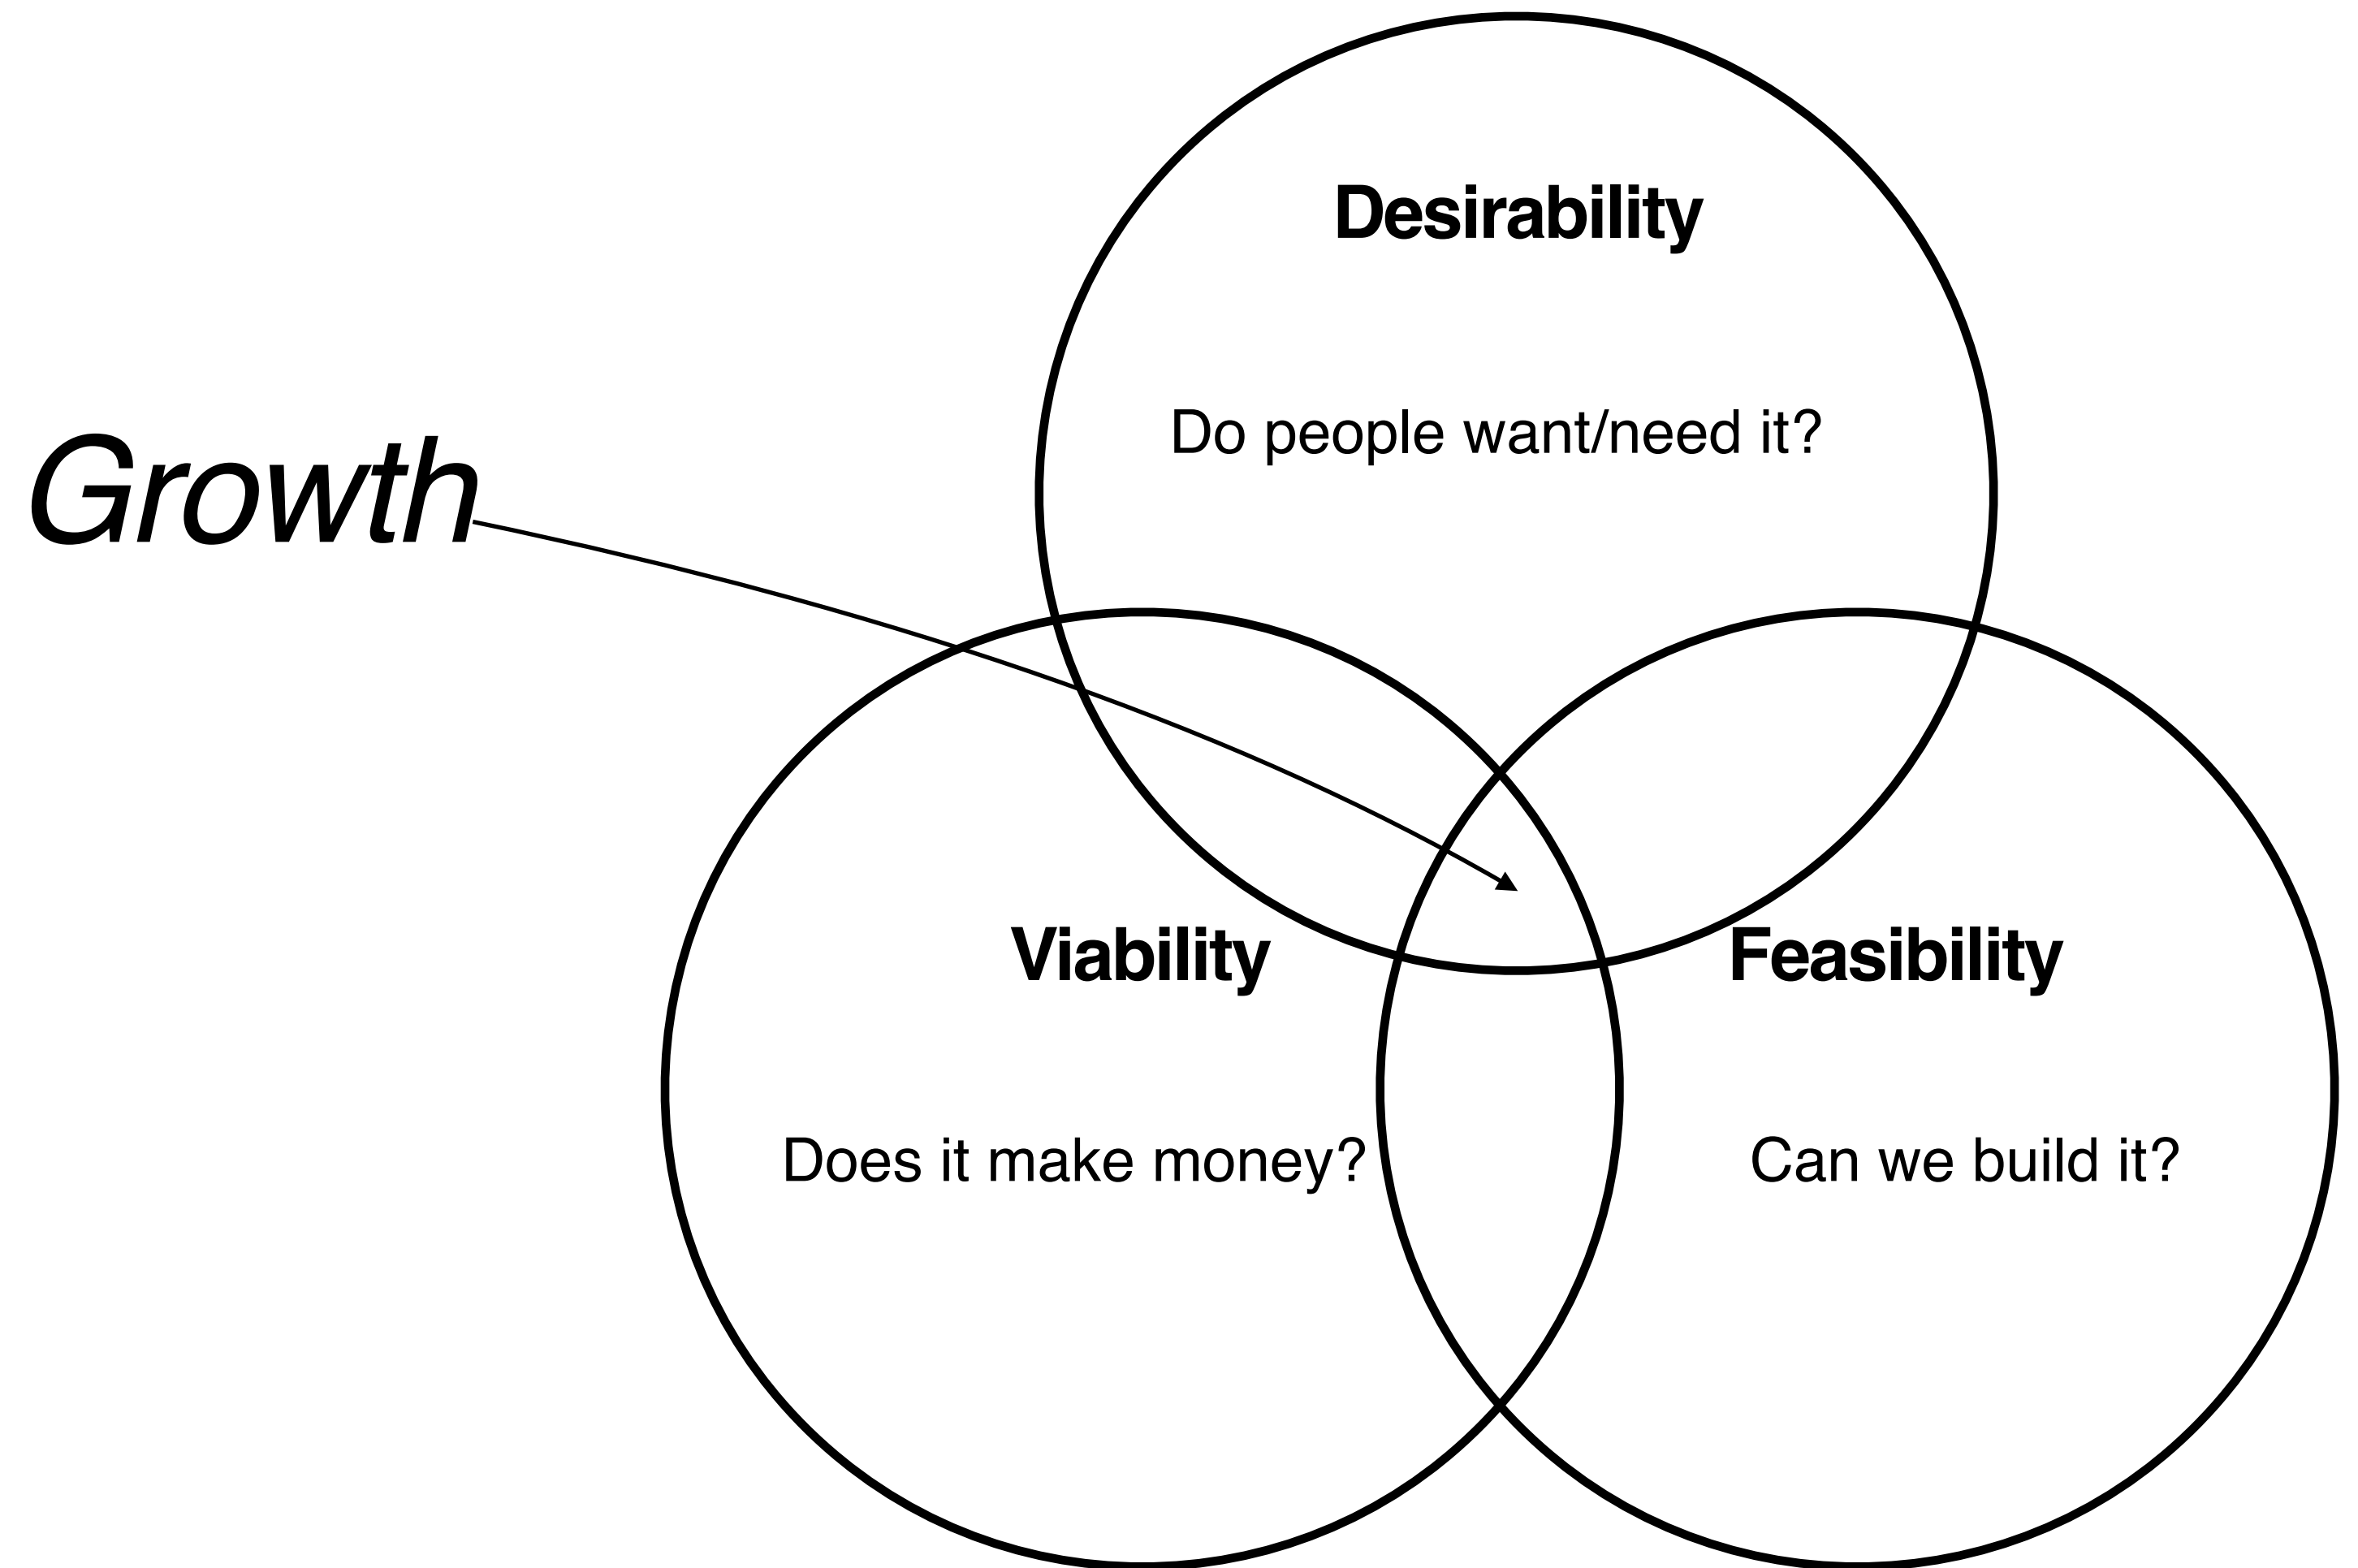 Desirability
Do people want/need it?
Growth
Viability
Feasibility
Does it make money?
Can we build it?